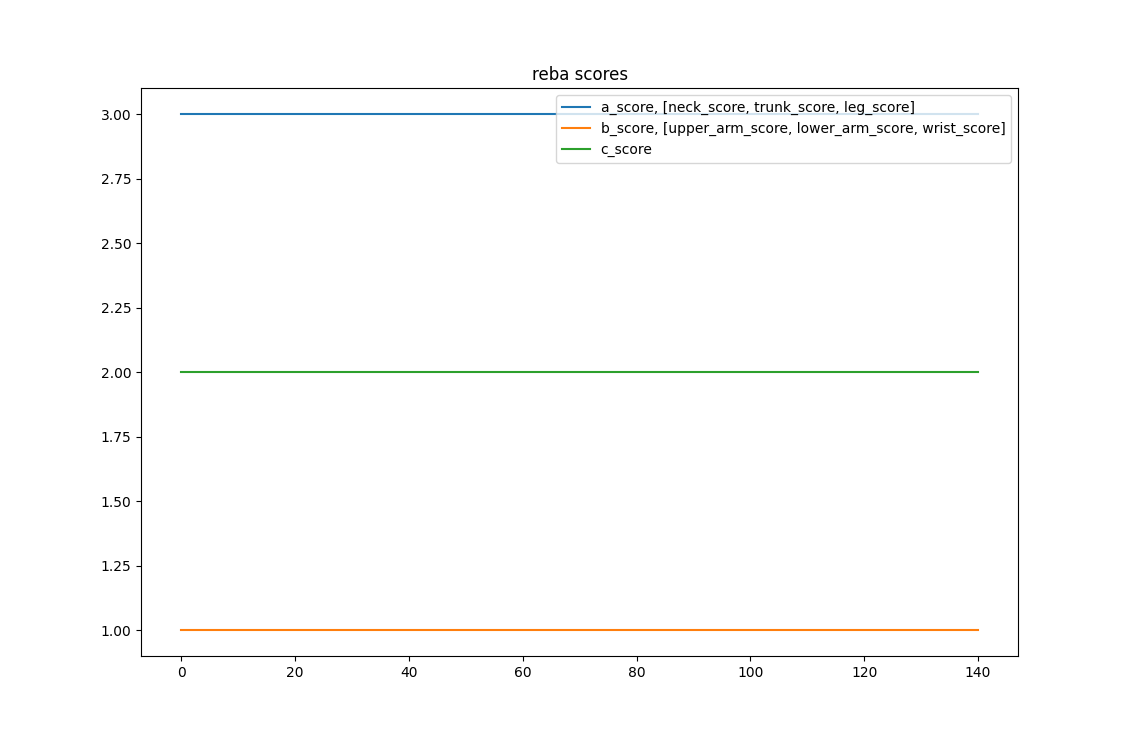 reba scores
a_score, [neck_score, trunk_score, leg_score]
b_score, [upper_arm_score, lower_arm_score, wrist_score]
c_score
3.00
2.75
2.50
2.25
2.00
1.75
1.50
1.25
1.00
0 20 40 60 80 100 120 140